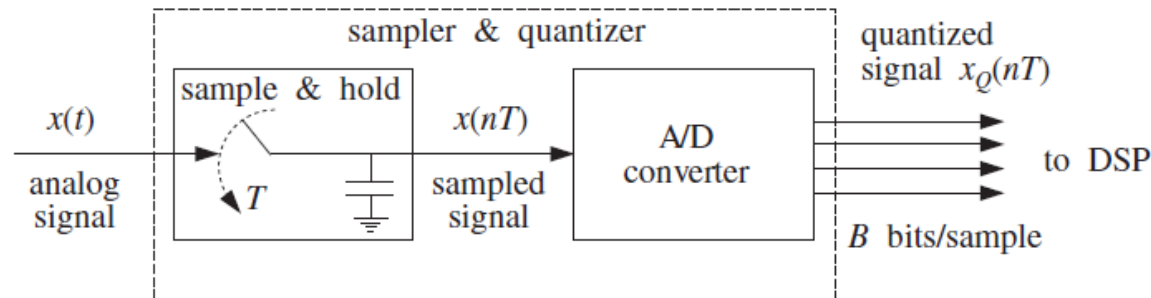 sampler & quantizer
sample & hold
x(t)
analog
signal
T
x(nT)
sampled
signal
A/D
converter
quantized
signal x_Q(nT)
to DSP
B bits/sample